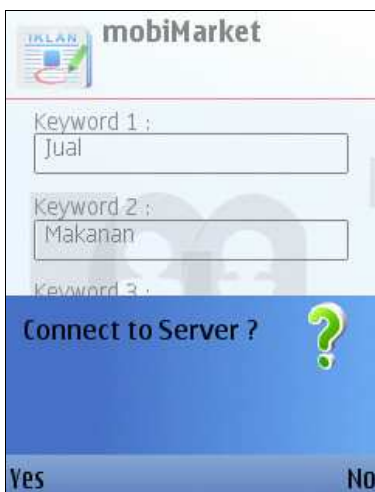 IKLAN
mobiMarket
Keyword 1 :
Jual
Keyword 2 :
Makanan
Keyword 3 :
Connect to Server ?
Yes
No